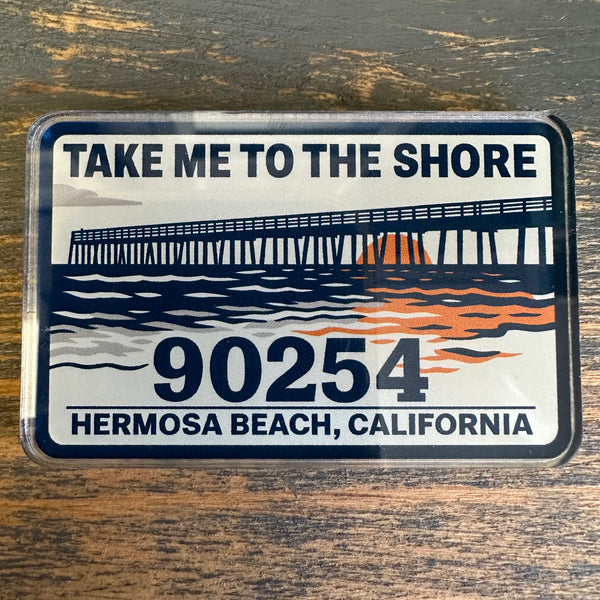 TAKE ME TO THE SHORE
90254
HERMOSA BEACH, CALIFORNIA